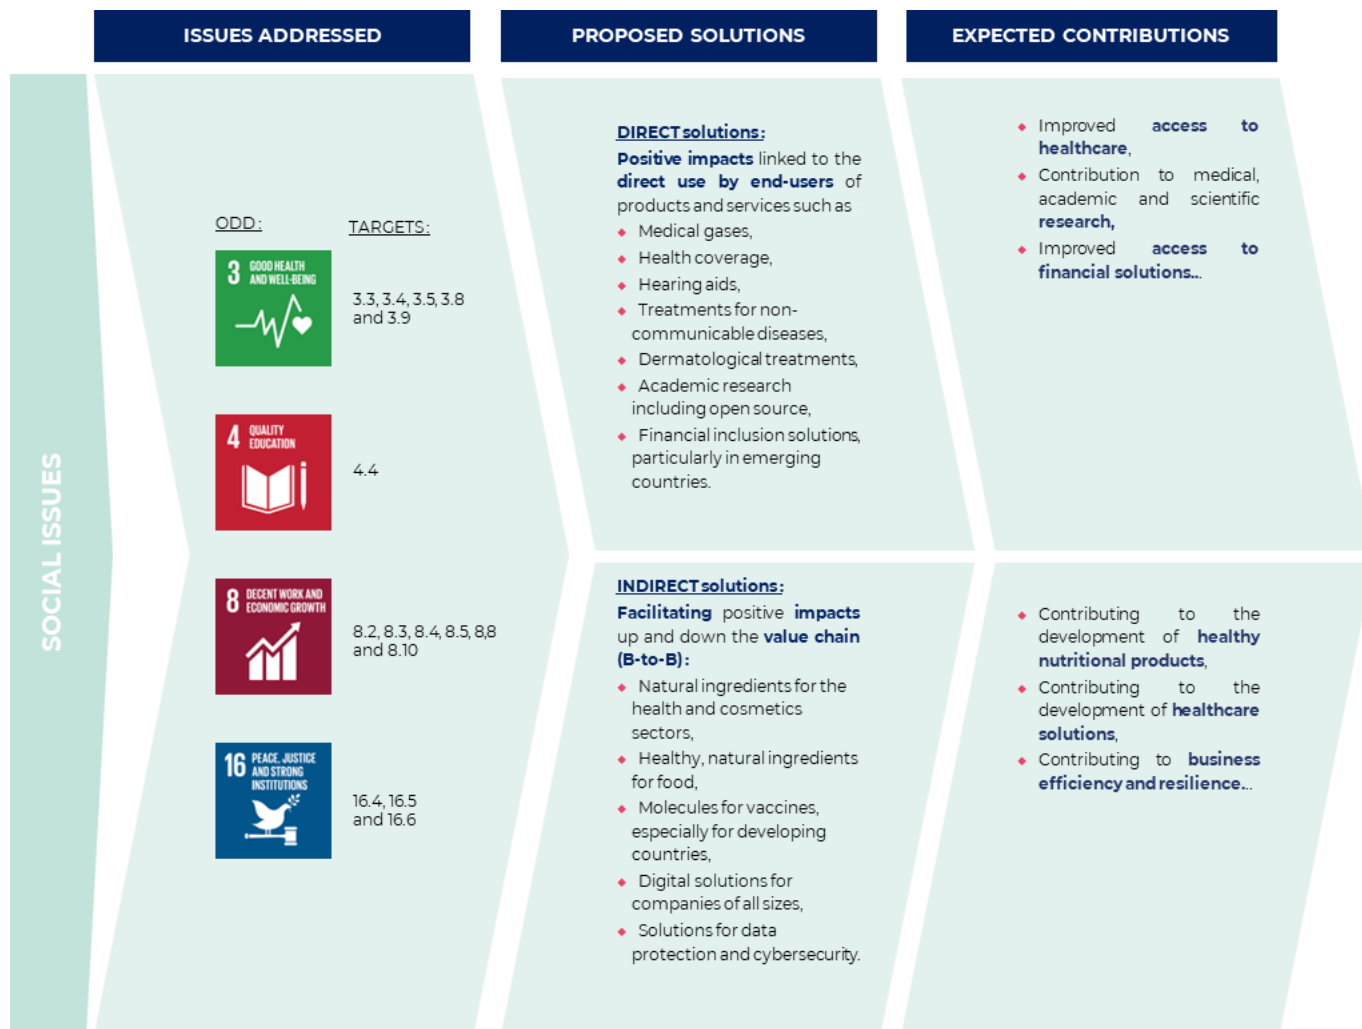 ISSUES ADDRESSED
PROPOSED SOLUTIONS
EXPECTED CONTRIBUTIONS
SOCIAL ISSUES
ODD:
TARGETS:
3 GOOD HEALTH
AND WELL-BEING
3.3, 3.4, 3.5, 3.8
and 3.9
4 QUALITY
EDUCATION
4.4
8 DECENT WORK AND
ECONOMIC GROWTH
8.2, 8.3, 8.4, 8.5, 8,8
and 8.10
16 PEACE, JUSTICE
AND STRONG
INSTITUTIONS
16.4, 16.5
and 16.6
DIRECT solutions:
Positive impacts linked to the
direct use by end-users of
products and services such as
Medical gases,
Health coverage,
Hearing aids,
Treatments for non-
communicable diseases,
Dermatological treatments,
Academic research
including open source,
Financial inclusion solutions,
particularly in emerging
countries.
INDIRECT solutions:
Facilitating positive impacts
up and down the value chain
(B-to-B):
Natural ingredients for the
health and cosmetics
sectors,
Healthy, natural ingredients
for food,
Molecules for vaccines,
especially for developing
countries,
Digital solutions for
companies of all sizes,
Solutions for data
protection and cybersecurity.
Improved access to
healthcare,
Contribution to medical,
academic and scientific
research,
Improved access to
financial solutions...
Contributing to the
development of healthy
nutritional products,
Contributing to the
development of healthcare
solutions,
Contributing to business
efficiency and resilience...